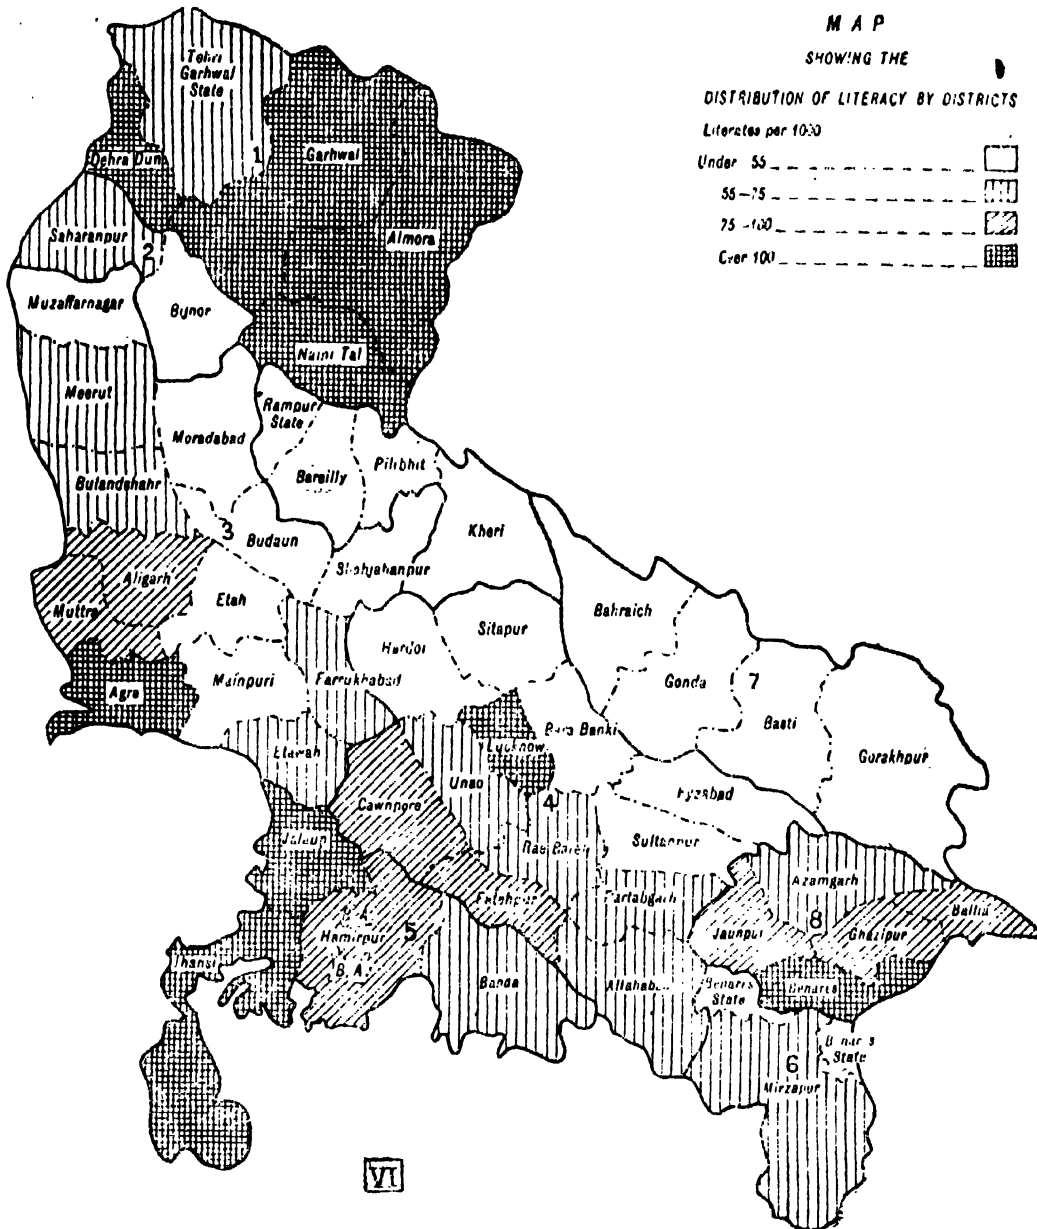 MAP
SHOWING THE
DISTRIBUTION OF LITERACY BY DISTRICTS
Literates per 1000
Under 55
55-75
75-100
Over 100
Tehri
Garhwal
State
1
Garhwal
Dehra Dun
Almora
Saharanpur
2
Muzaffarnagar
Bijnor
Naini Tal
Meerut
Rampur
State
Moradabad
Bareilly
Pilibhit
Bulandshahr
3
Budaun
Kheri
Shahjahanpur
Aligarh
Etah
Muttra
Bahraich
Sitapur
Hardoi
Agra
Mainpuri
Farrukhabad
Gonda
7
Basti
Bara Banki
Lucknow
Gorakhpur
Etawah
Unao
4
Fyzabad
Cawnpore
Rae Bareli
Sultanpur
Jalaun
Azamgarh
Partabgarh
Fatehpur
Ballia
B.A.
Hamirpur
5
B.A.
Jaunpur
8
Ghazipur
Jhansi
Banda
Allahabad
Benares
State
Benares
Benares
State
6
Mirzapur
VI